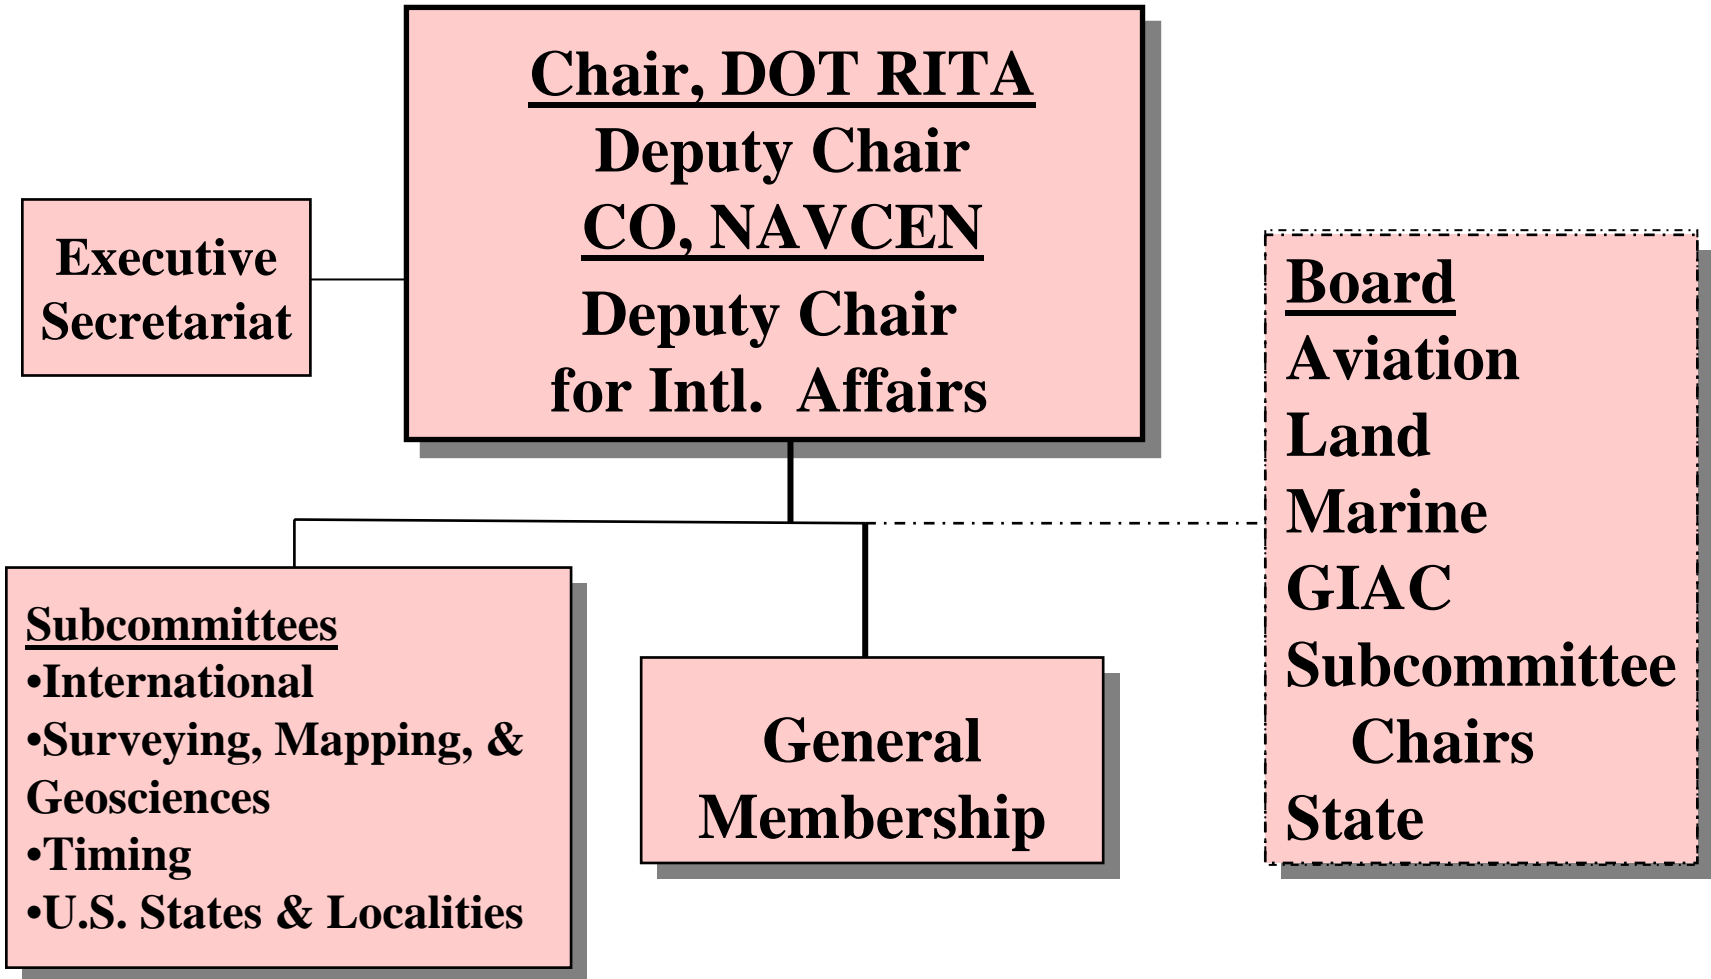 Chair, DOT RITA
Deputy Chair
CO, NAVCEN
Deputy Chair
for Intl. Affairs
Executive
Secretariat
Board
Aviation
Land
Marine
GIAC
Subcommittee
Chairs
State
Subcommittees
•International
•Surveying, Mapping, &
Geosciences
•Timing
•U.S. States & Localities
General
Membership